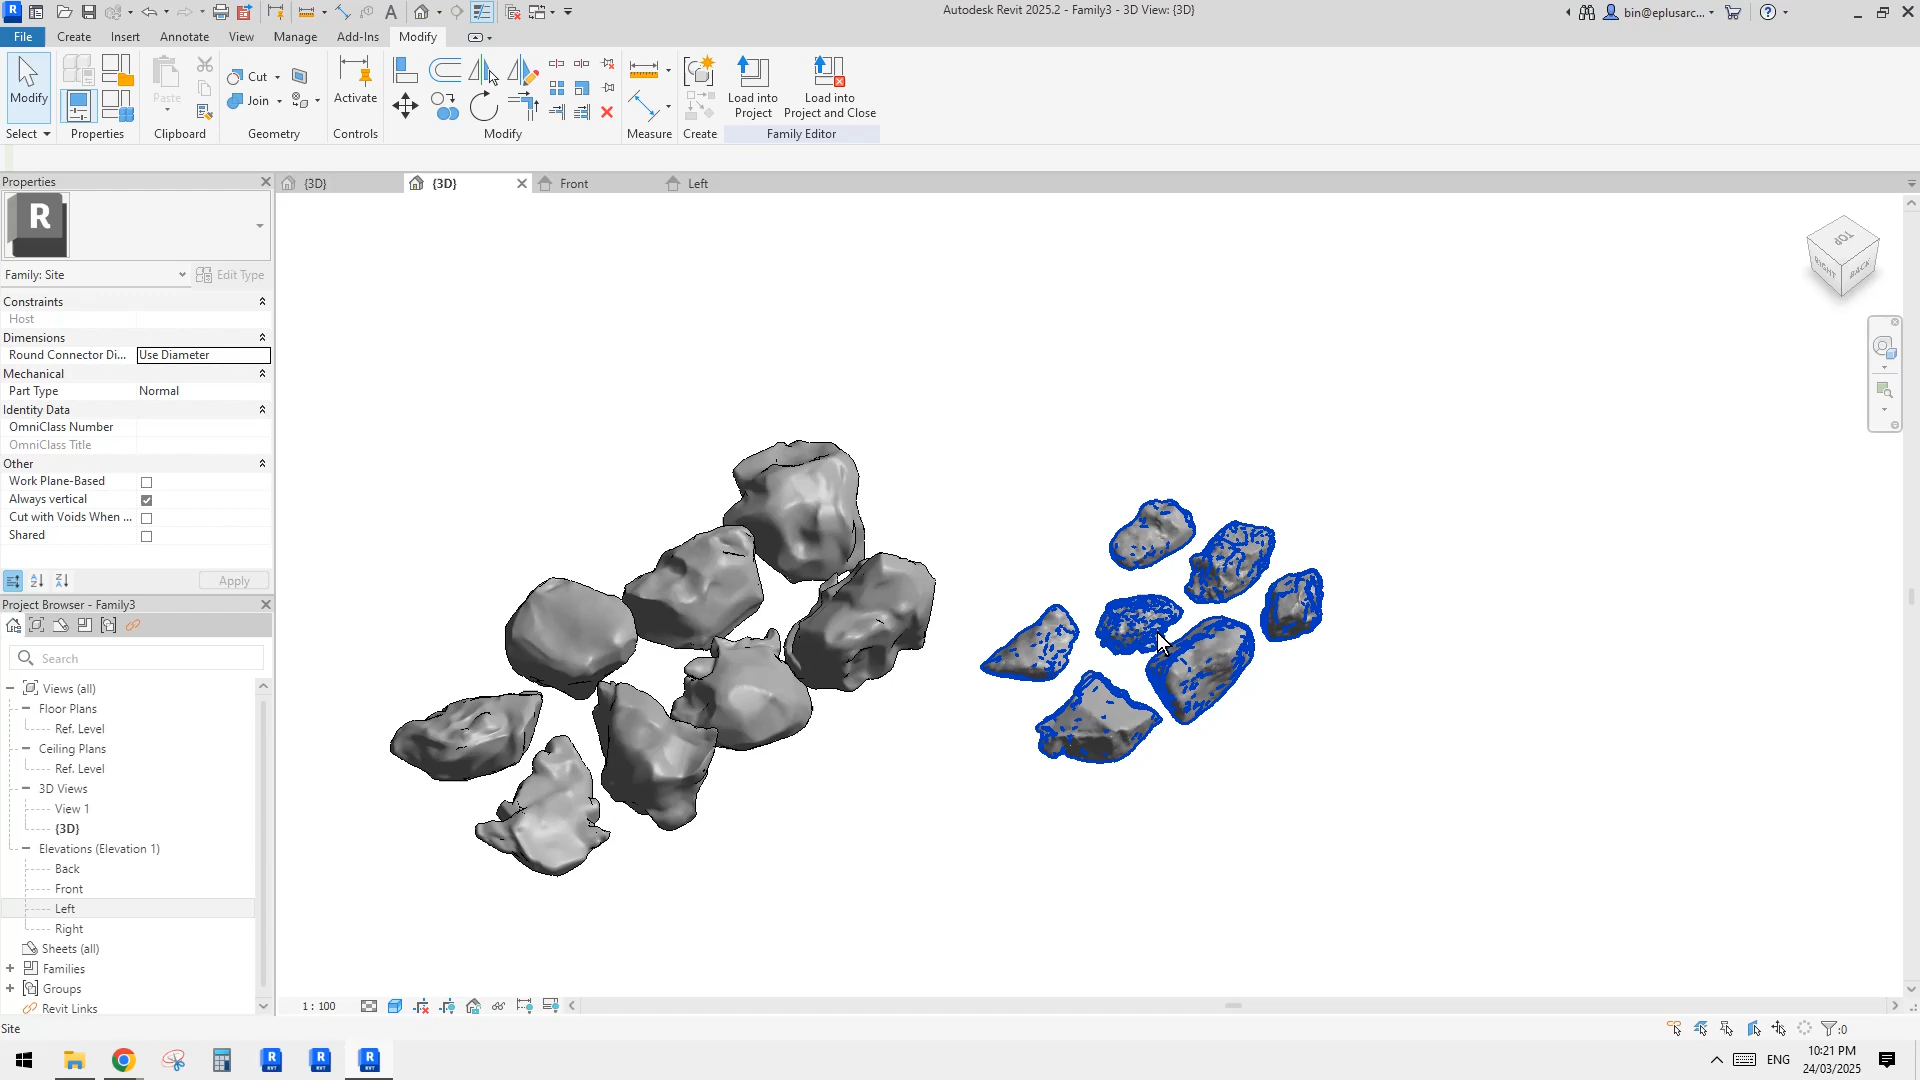 Autodesk Revit 2025.2 - Family3 - 3D View: {3D}
bin@eplusarc...
File
Create
Insert
Annotate
View
Manage
Add-Ins
Modify
Modify
Paste
Cut
Join
Activate
Load into
Project
Load into
Project and Close
Select
Properties
Clipboard
Geometry
Controls
Modify
Measure
Create
Family Editor
Properties
{3D}
{3D}
Front
Left
R
Family: Site
Edit Type
Constraints
Host
Dimensions
Round Connector Di...
Use Diameter
Mechanical
Part Type
Normal
Identity Data
OmniClass Number
OmniClass Title
Other
Work Plane-Based
Always vertical
Cut with Voids When ...
Shared
Apply
Project Browser - Family3
Search
Views (all)
Floor Plans
Ref. Level
Ceiling Plans
Ref. Level
3D Views
View 1
{3D}
Elevations (Elevation 1)
Back
Front
Left
Right
Sheets (all)
Families
Groups
Revit Links
TOP
RIGHT
BACK
1 : 100
Site
:0
ENG
10:21 PM
24/03/2025